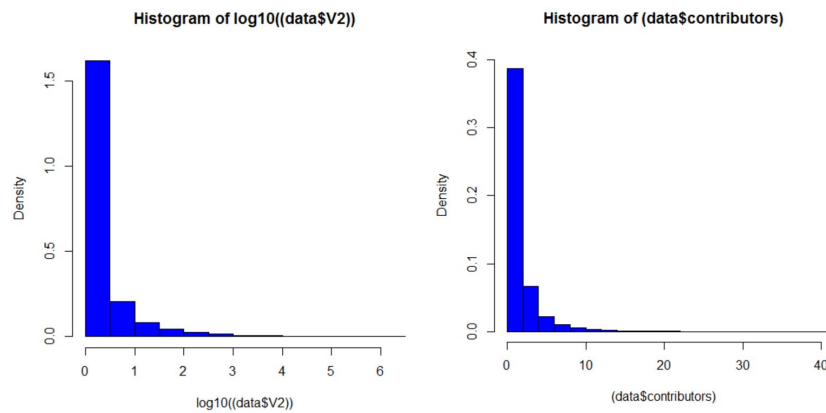 Histogram of log10((data$V2))
Density
0.0 0.5 1.0 1.5
0 1 2 3 4 5 6
log10((data$V2))
Histogram of (data$contributors)
Density
0.0 0.1 0.2 0.3 0.4
0 10 20 30 40
(data$contributors)